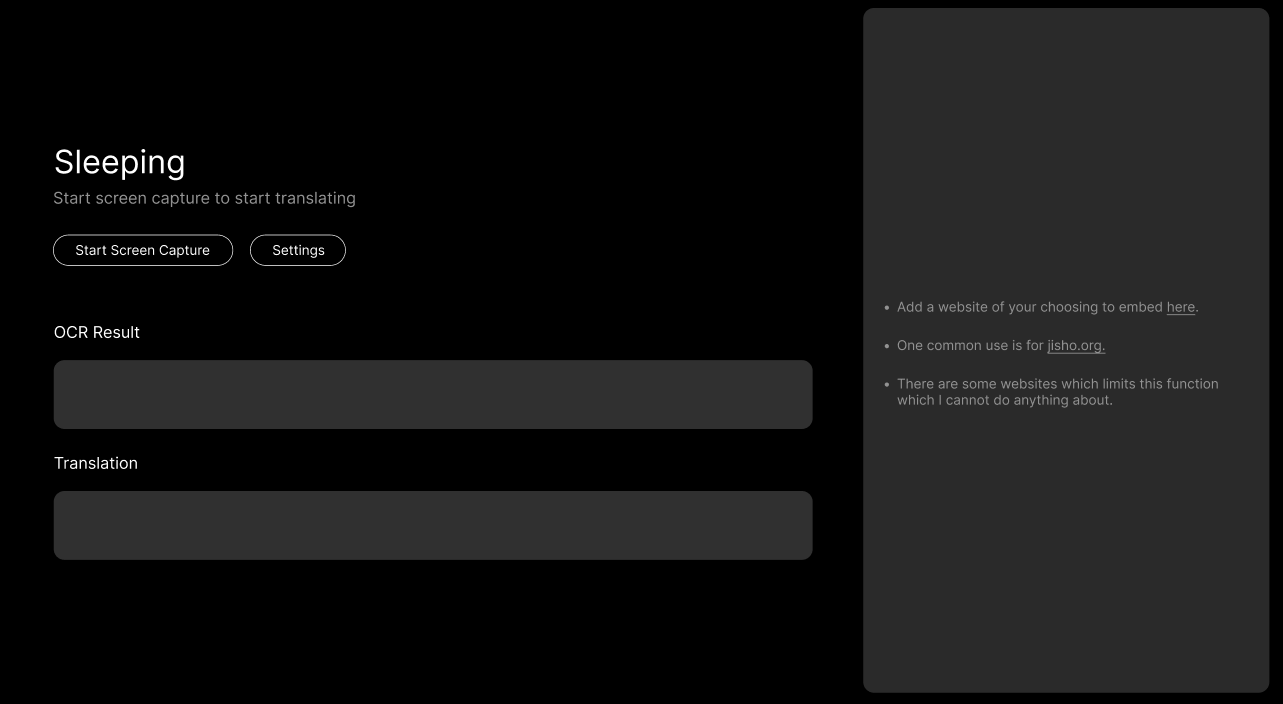 Sleeping
Start screen capture to start translating
Start Screen Capture
Settings
OCR Result
Translation
• Add a website of your choosing to embed here.
• One common use is for jisho.org.
• There are some websites which limits this function
which I cannot do anything about.